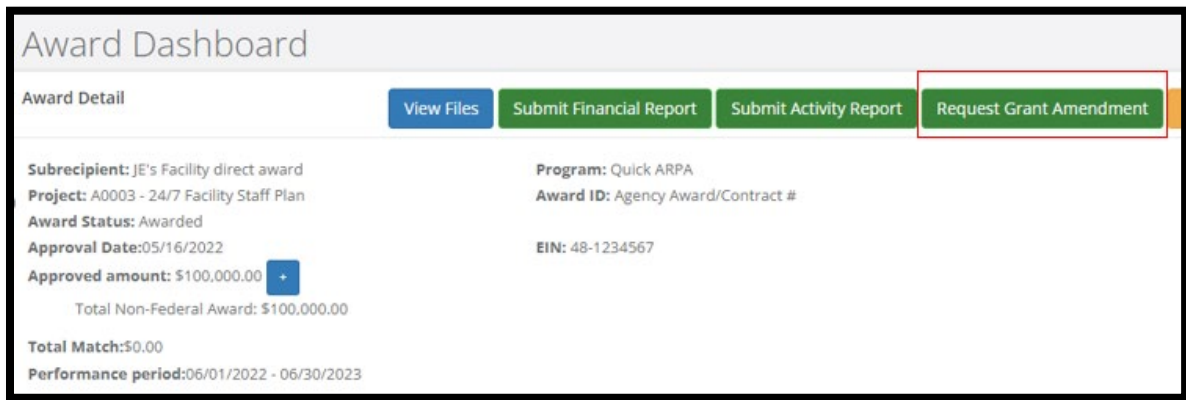 Award Dashboard
Award Detail
View Files
Submit Financial Report
Submit Activity Report
Request Grant Amendment
Subrecipient: JE's Facility direct award
Program: Quick ARPA
Project: A0003 - 24/7 Facility Staff Plan
Award ID: Agency Award/Contract #
Award Status: Awarded
Approval Date:05/16/2022
EIN: 48-1234567
Approved amount: $100,000.00 +
Total Non-Federal Award: $100,000.00
Total Match:$0.00
Performance period:06/01/2022 - 06/30/2023